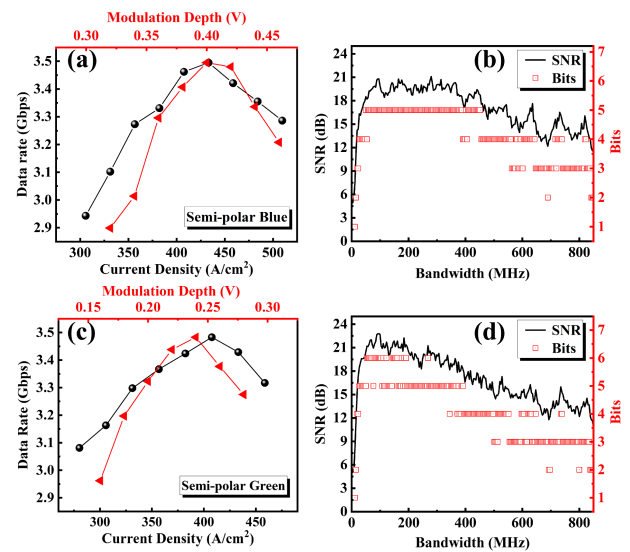 Modulation Depth (V)
0.30 0.35 0.40 0.45
(a)
3.5
3.4
3.3
3.2
3.1
3.0
2.9
Data rate (Gbps)
Semi-polar Blue
300 350 400 450 500
Current Density (A/cm²)
(b)
SNR
Bits
24
21
18
15
12
9
6
3
0
SNR (dB)
7
6
5
4
3
2
1
Bits
0 200 400 600 800
Bandwidth (MHz)
Modulation Depth (V)
0.15 0.20 0.25 0.30
(c)
3.5
3.4
3.3
3.2
3.1
3.0
2.9
Data Rate (Gbps)
Semi-polar Green
300 350 400 450
Current Density (A/cm²)
(d)
SNR
Bits
24
21
18
15
12
9
6
3
0
SNR (dB)
7
6
5
4
3
2
1
Bits
0 200 400 600 800
Bandwidth (MHz)